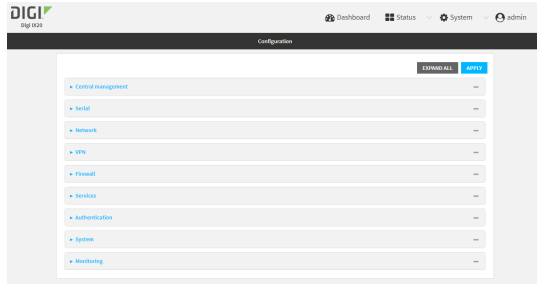 DIGI
Digi IX20
Dashboard Status System admin
Configuration
EXPAND ALL APPLY
Central management
Serial
Network
VPN
Firewall
Services
Authentication
System
Monitoring